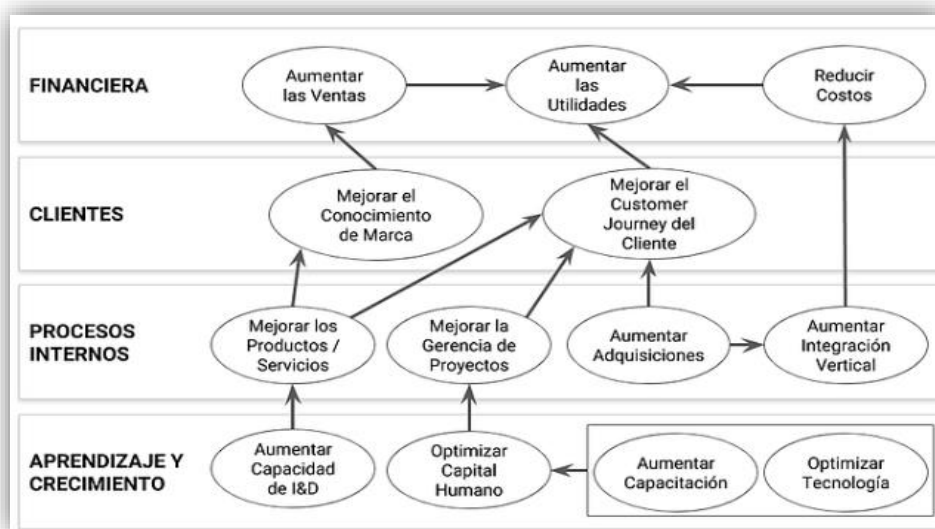 FINANCIERA
Aumentar
las Ventas
Aumentar
las
Utilidades
Reducir
Costos
CLIENTES
Mejorar el
Conocimiento
de Marca
Mejorar el
Customer
Journey del
Cliente
PROCESOS
INTERNOS
Mejorar los
Productos /
Servicios
Mejorar la
Gerencia de
Proyectos
Aumentar
Adquisiciones
Aumentar
Integración
Vertical
APRENDIZAJE Y
CRECIMIENTO
Aumentar
Capacidad
de I&D
Optimizar
Capital
Humano
Aumentar
Capacitación
Optimizar
Tecnología